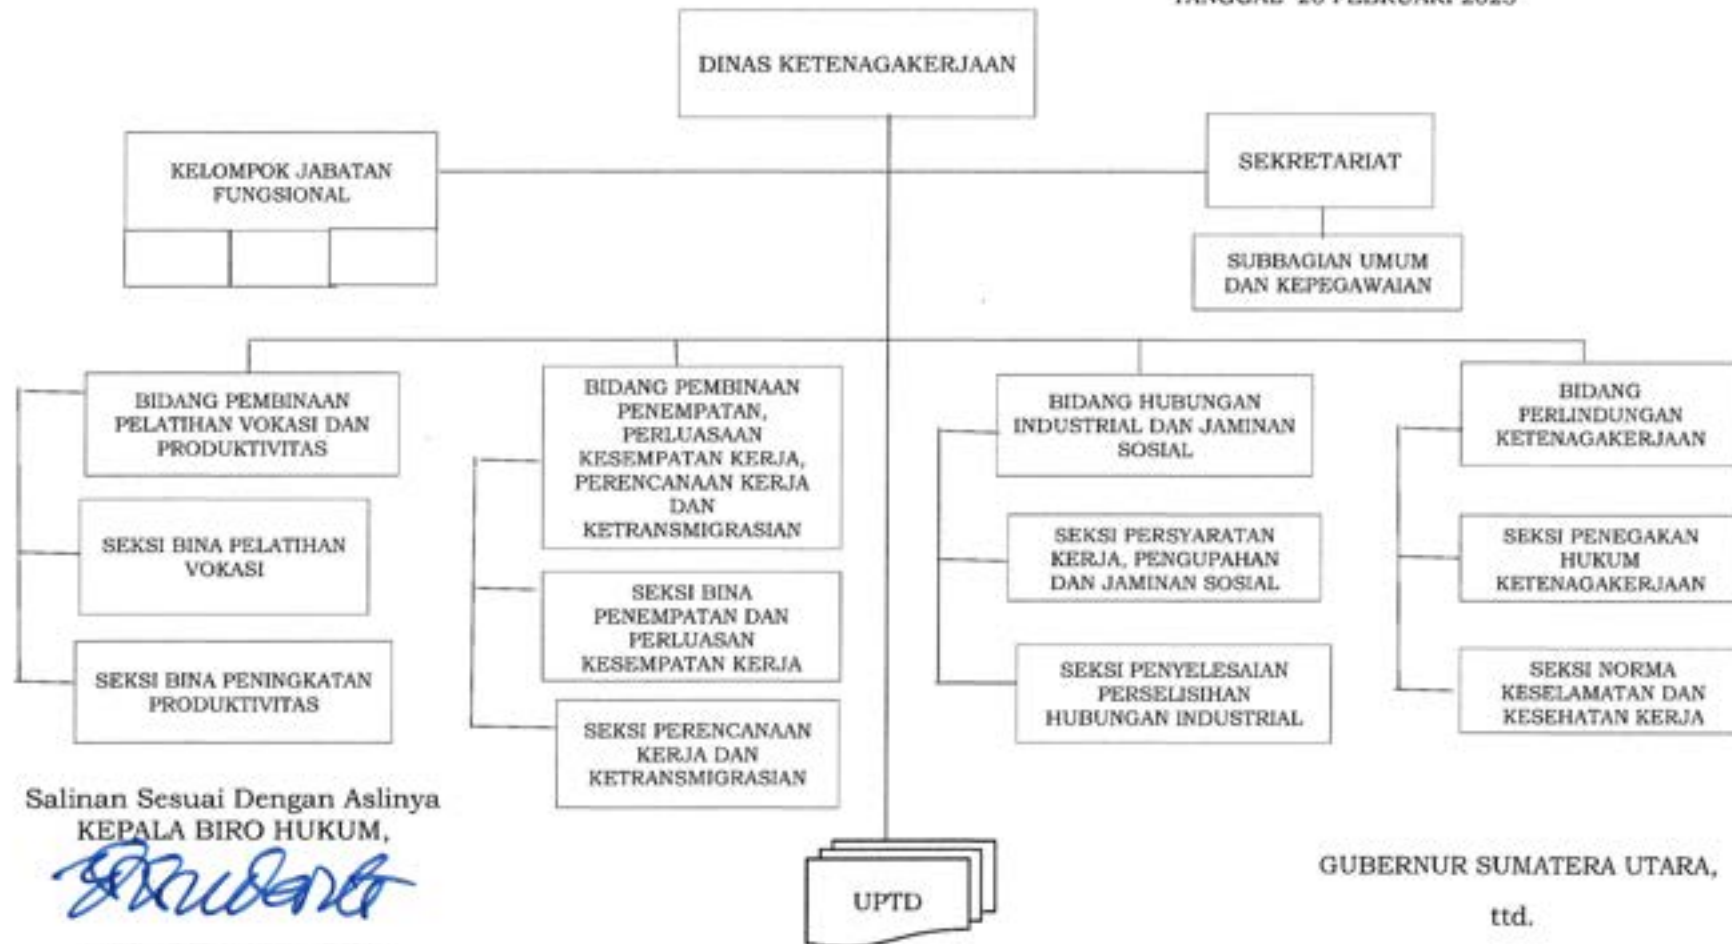 DINAS KETENAGAKERJAAN
KELOMPOK JABATAN
FUNGSIONAL
SEKRETARIAT
SUBBAGIAN UMUM
DAN KEPEGAWAIAN
BIDANG PEMBINAAN
PELATIHAN VOKASI DAN
PRODUKTIVITAS
SEKSI BINA PELATIHAN
VOKASI
SEKSI BINA PENINGKATAN
PRODUKTIVITAS
BIDANG PEMBINAAN
PENEMPATAN,
PERLUASAAN
KESEMPATAN KERJA,
PERENCANAAN KERJA
DAN
KETRANSMIGRASIAN
SEKSI BINA
PENEMPATAN DAN
PERLUASAN
KESEMPATAN KERJA
SEKSI PERENCANAAN
KERJA DAN
KETRANSMIGRASIAN
BIDANG HUBUNGAN
INDUSTRIAL DAN JAMINAN
SOSIAL
SEKSI PERSYARATAN
KERJA, PENGUPAHAN
DAN JAMINAN SOSIAL
SEKSI PENYELESAIAN
PERSELISIHAN
HUBUNGAN INDUSTRIAL
BIDANG
PERLINDUNGAN
KETENAGAKERJAAN
SEKSI PENEGAKAN
HUKUM
KETENAGAKERJAAN
SEKSI NORMA
KESELAMATAN DAN
KESEHATAN KERJA
UPTD
Salinan Sesuai Dengan Aslinya
KEPALA BIRO HUKUM,
GUBERNUR SUMATERA UTARA,
ttd.